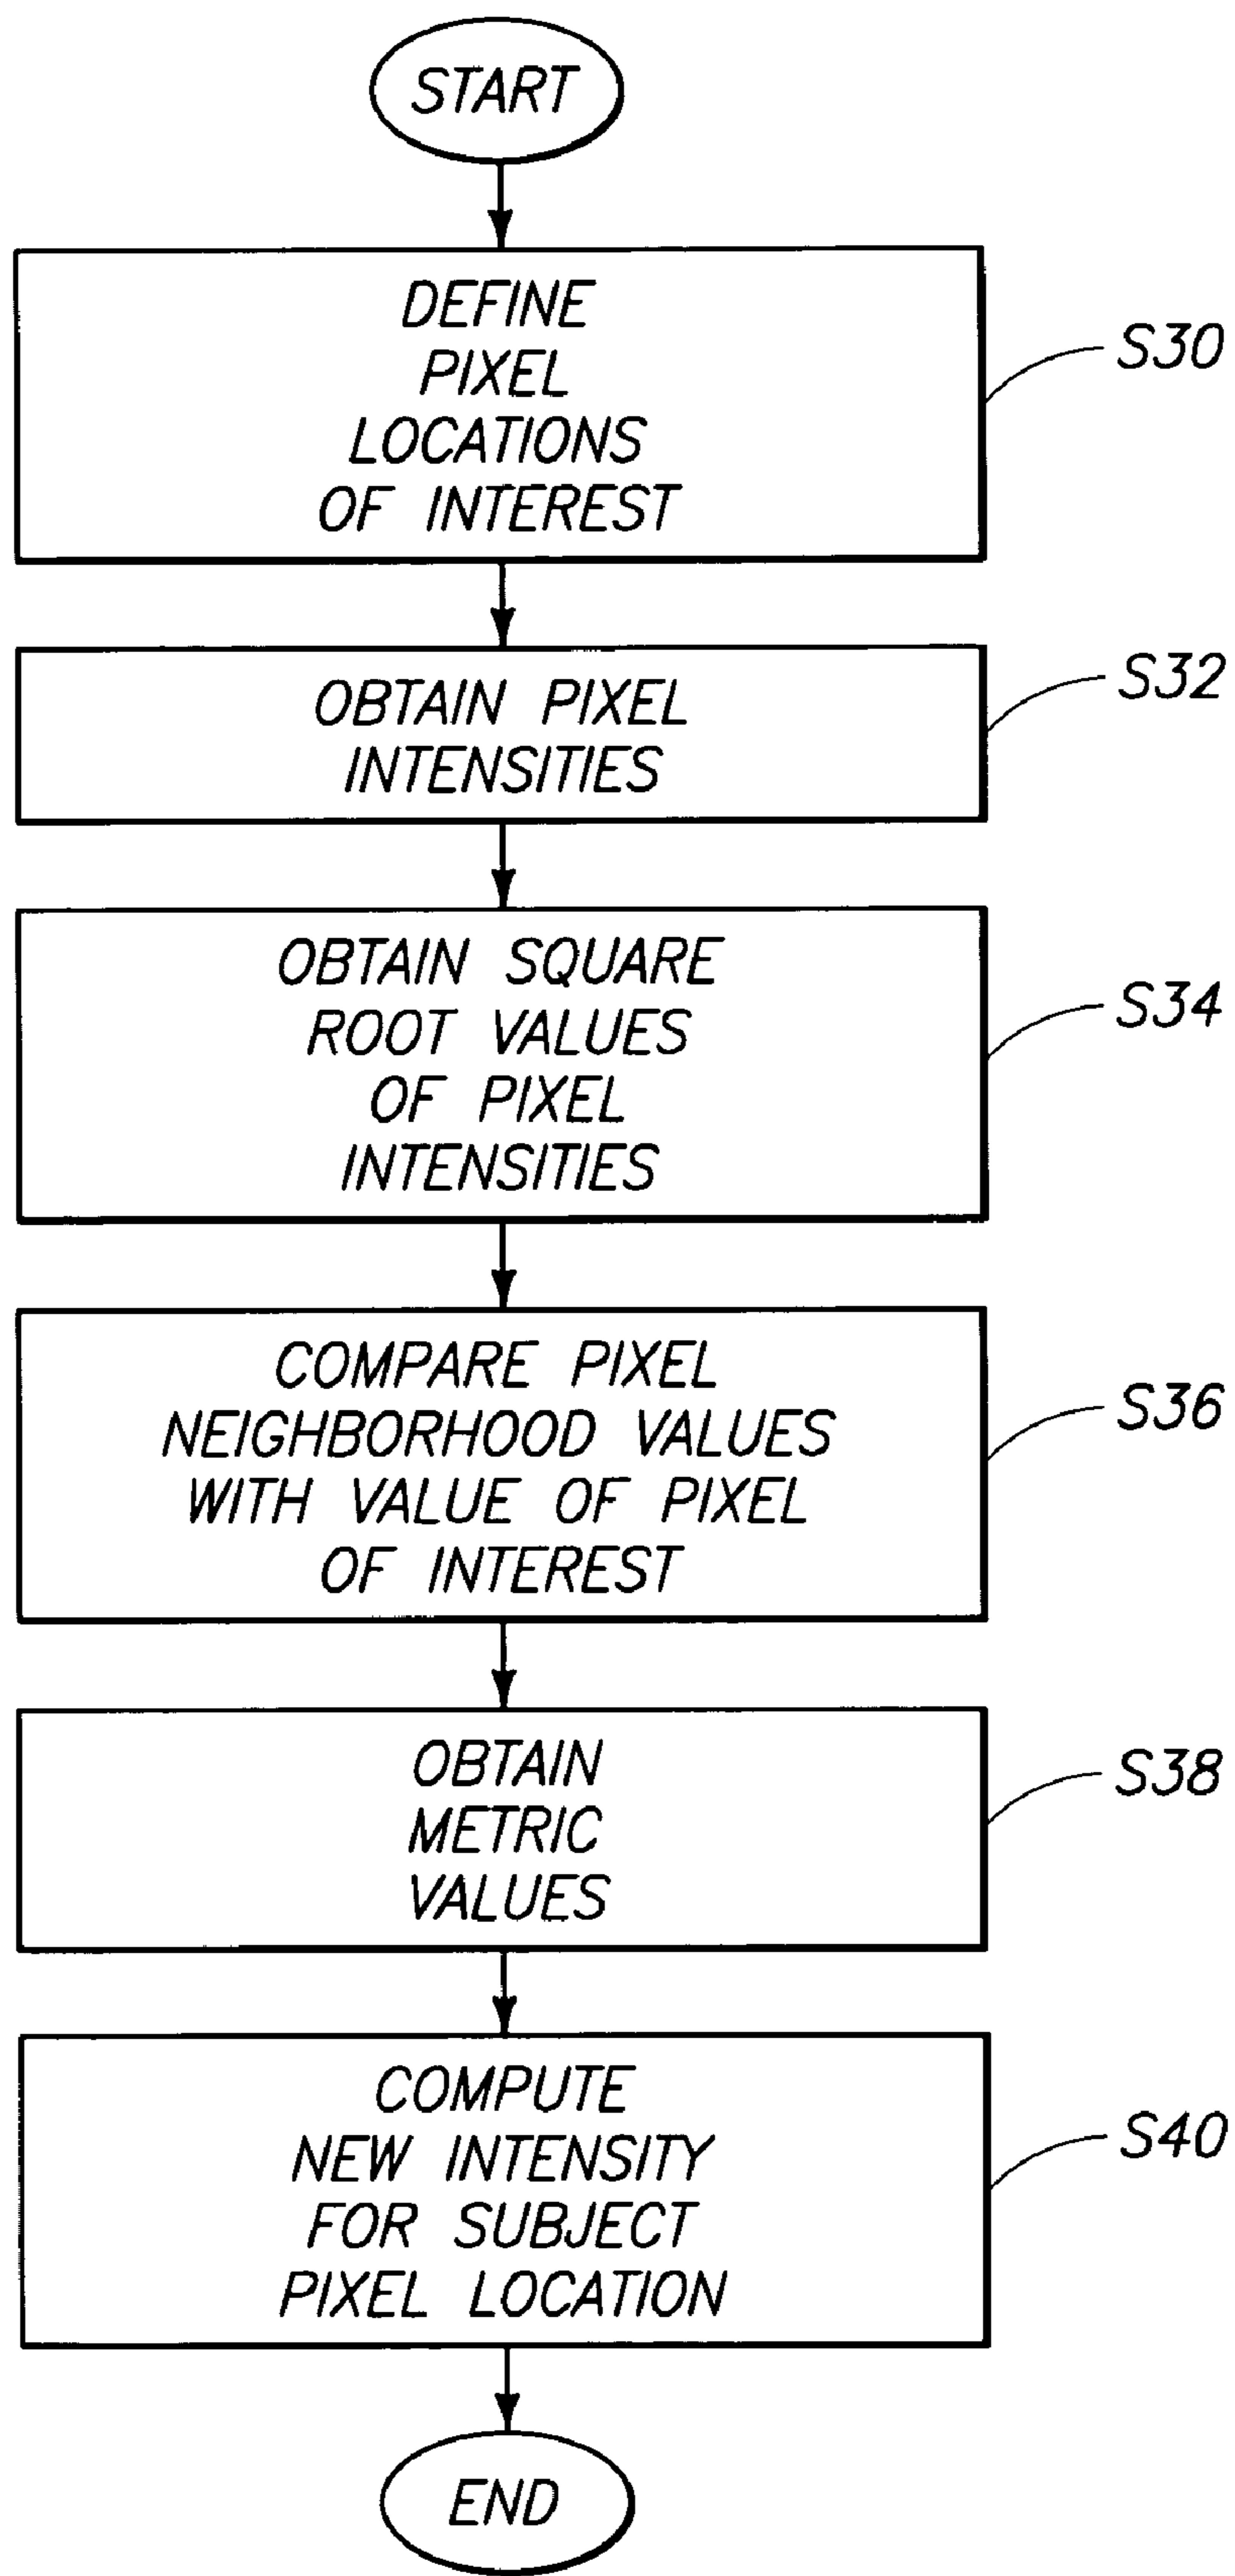 START
DEFINE
PIXEL
LOCATIONS
OF INTEREST
S30
OBTAIN PIXEL
INTENSITIES
S32
OBTAIN SQUARE
ROOT VALUES
OF PIXEL
INTENSITIES
S34
COMPARE PIXEL
NEIGHBORHOOD VALUES
WITH VALUE OF PIXEL
OF INTEREST
S36
OBTAIN
METRIC
VALUES
S38
COMPUTE
NEW INTENSITY
FOR SUBJECT
PIXEL LOCATION
S40
END